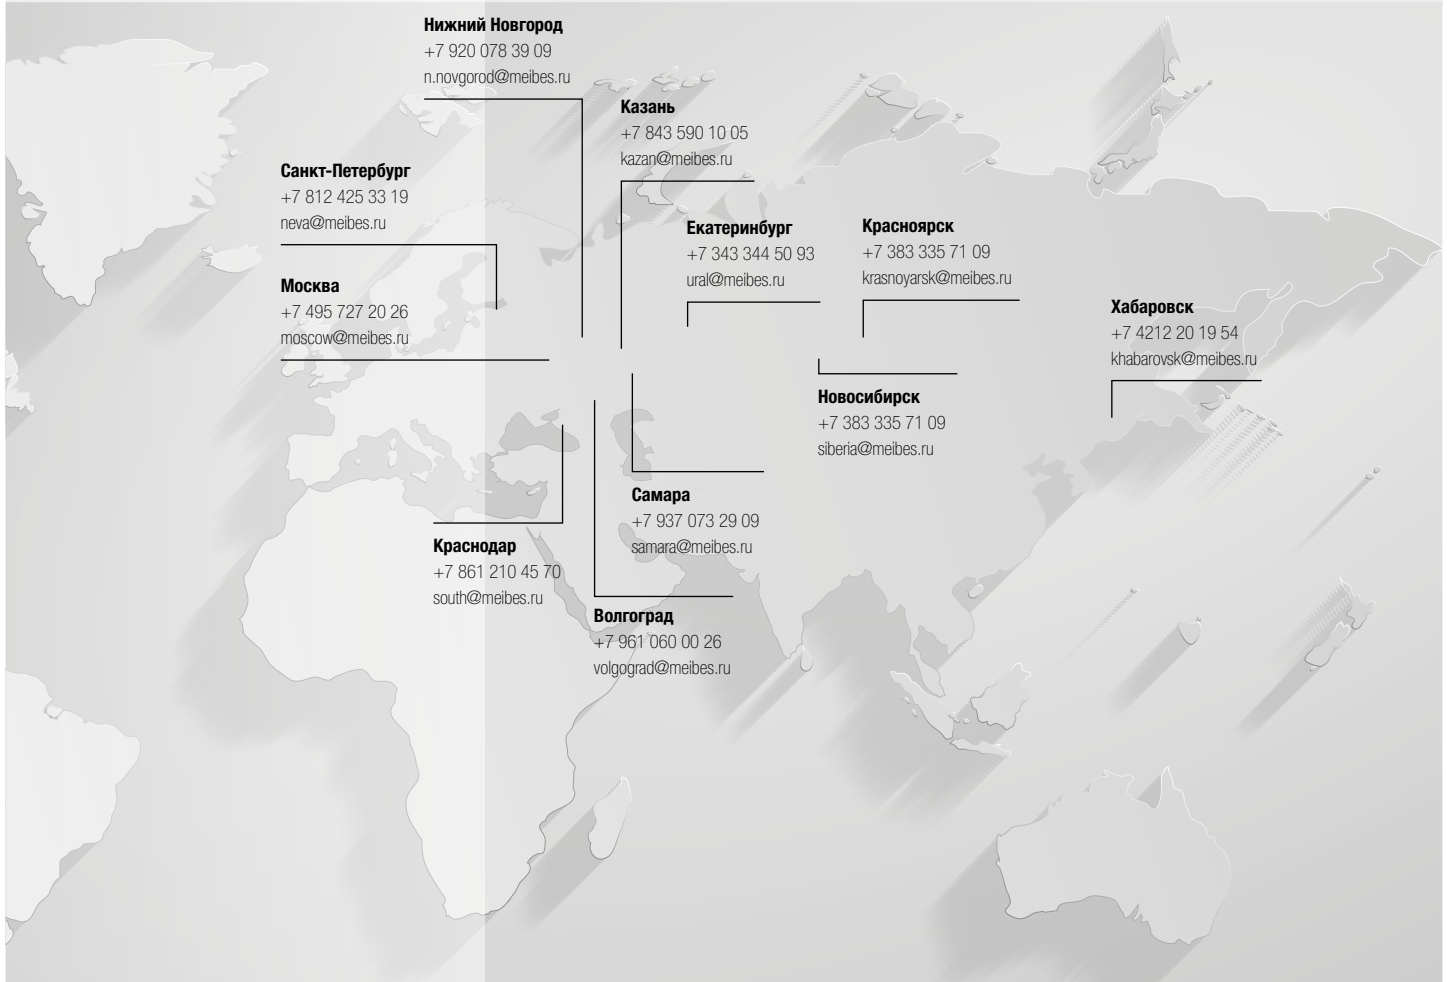 Нижний Новгород
+7 920 078 39 09
n.novgorod@meibes.ru
Казань
+7 843 590 10 05
kazan@meibes.ru
Санкт-Петербург
+7 812 425 33 19
neva@meibes.ru
Екатеринбург
+7 343 344 50 93
ural@meibes.ru
Красноярск
+7 383 335 71 09
krasnoyarsk@meibes.ru
Москва
+7 495 727 20 26
moscow@meibes.ru
Хабаровск
+7 4212 20 19 54
khabarovsk@meibes.ru
Новосибирск
+7 383 335 71 09
siberia@meibes.ru
Самара
+7 937 073 29 09
samara@meibes.ru
Краснодар
+7 861 210 45 70
south@meibes.ru
Волгоград
+7 961 060 00 26
volgograd@meibes.ru